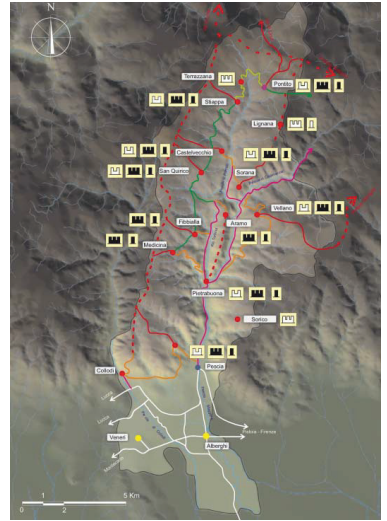 N
Terrazzana
Pontito
Stiappa
Lignana
Castelvecchio
San Quirico
Sorana
Vellano
Fibbialla
Aramo
Medicina
Pietrabuona
Sorico
Pescia
Collodi
Lucca
Pistoia - Firenze
Veneri
Alberghi
0 1 5 Km
2